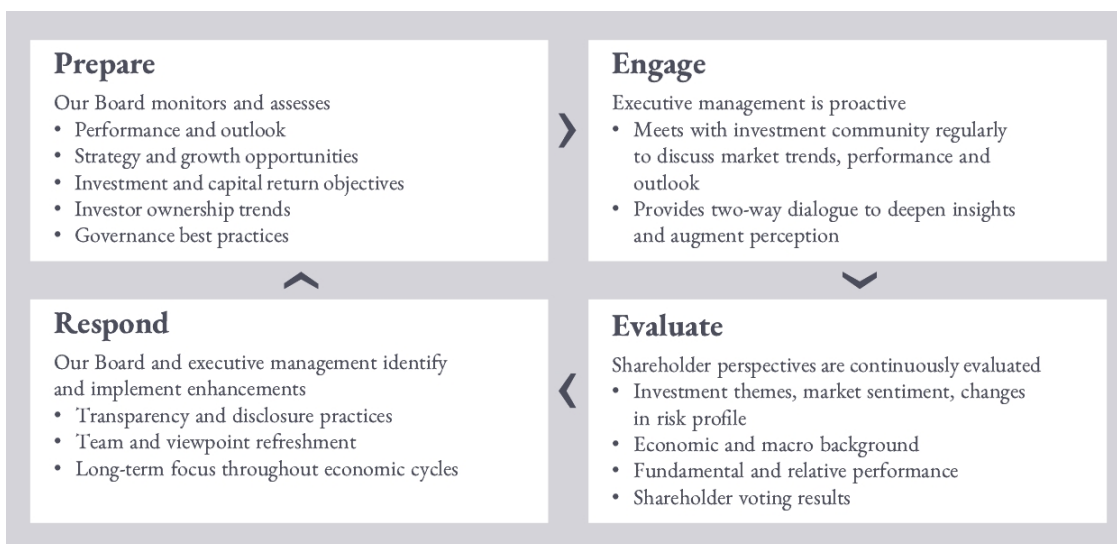 Prepare
Our Board monitors and assesses
• Performance and outlook
• Strategy and growth opportunities
• Investment and capital return objectives
• Investor ownership trends
• Governance best practices
Engage
Executive management is proactive
• Meets with investment community regularly
to discuss market trends, performance and
outlook
• Provides two-way dialogue to deepen insights
and augment perception
Respond
Our Board and executive management identify
and implement enhancements
• Transparency and disclosure practices
• Team and viewpoint refreshment
• Long-term focus throughout economic cycles
Evaluate
Shareholder perspectives are continuously evaluated
• Investment themes, market sentiment, changes
in risk profile
• Economic and macro background
• Fundamental and relative performance
• Shareholder voting results